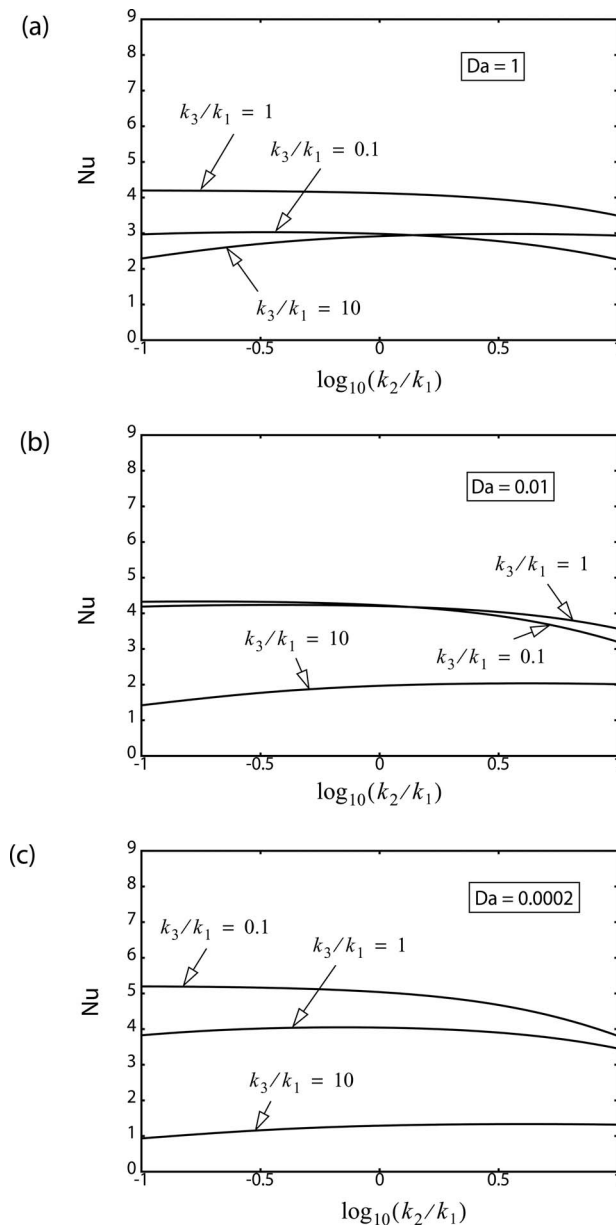 (a)
9
8
7
6
5
4
3
2
1
0
Nu
Da = 1
k3/k1 = 1
k3/k1 = 0.1
k3/k1 = 10
-1
-0.5
0
0.5
1
log10(k2/k1)
(b)
9
8
7
6
5
4
3
2
1
0
Nu
Da = 0.01
k3/k1 = 1
k3/k1 = 10
k3/k1 = 0.1
-1
-0.5
0
0.5
1
log10(k2/k1)
(c)
9
8
7
6
5
4
3
2
1
0
Nu
Da = 0.0002
k3/k1 = 0.1
k3/k1 = 1
k3/k1 = 10
-1
-0.5
0
0.5
1
log10(k2/k1)